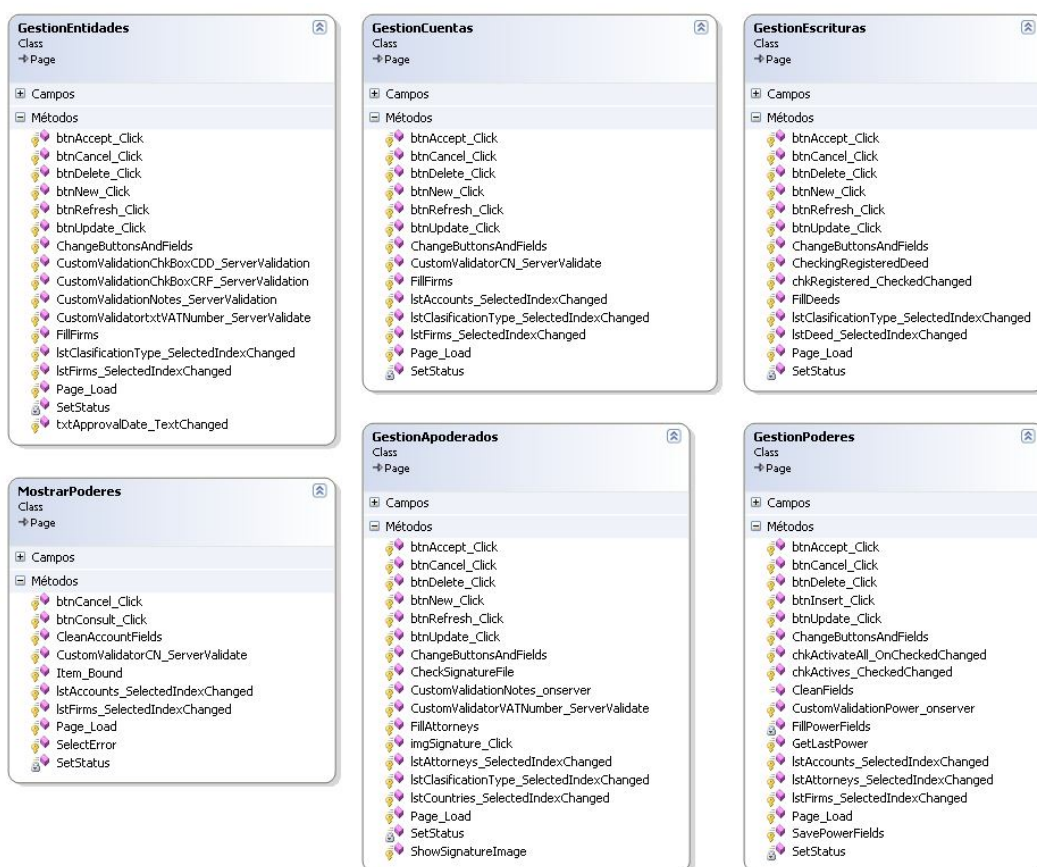 GestionEntidades
Class
Page
Campos
Métodos
btnAccept_Click
btnCancel_Click
btnDelete_Click
btnNew_Click
btnRefresh_Click
btnUpdate_Click
ChangeButtonsAndFields
CustomValidationChkBoxCDD_ServerValidation
CustomValidationChkBoxCRF_ServerValidation
CustomValidationNotes_ServerValidation
CustomValidatortxtVATNumber_ServerValidate
FillFirms
lstClasificationType_SelectedIndexChanged
lstFirms_SelectedIndexChanged
Page_Load
SetStatus
txtApprovalDate_TextChanged
GestionCuentas
Class
Page
Campos
Métodos
btnAccept_Click
btnCancel_Click
btnDelete_Click
btnNew_Click
btnRefresh_Click
btnUpdate_Click
ChangeButtonsAndFields
CustomValidatorCN_ServerValidate
FillFirms
lstAccounts_SelectedIndexChanged
lstClasificationType_SelectedIndexChanged
lstFirms_SelectedIndexChanged
Page_Load
SetStatus
GestionEscrituras
Class
Page
Campos
Métodos
btnAccept_Click
btnCancel_Click
btnDelete_Click
btnNew_Click
btnRefresh_Click
btnUpdate_Click
ChangeButtonsAndFields
CheckingRegisteredDeed
chkRegistered_CheckedChanged
FillDeeds
lstClasificationType_SelectedIndexChanged
lstDeed_SelectedIndexChanged
Page_Load
SetStatus
MostrarPoderes
Class
Page
Campos
Métodos
btnCancel_Click
btnConsult_Click
CleanAccountFields
CustomValidatorCN_ServerValidate
Item_Bound
lstAccounts_SelectedIndexChanged
lstFirms_SelectedIndexChanged
Page_Load
SelectError
SetStatus
GestionApoderados
Class
Page
Campos
Métodos
btnAccept_Click
btnCancel_Click
btnDelete_Click
btnNew_Click
btnRefresh_Click
btnUpdate_Click
ChangeButtonsAndFields
CheckSignatureFile
CustomValidationNotes_onserver
CustomValidatorVATNumber_ServerValidate
FillAttorneys
imgSignature_Click
lstAttorneys_SelectedIndexChanged
lstClasificationType_SelectedIndexChanged
lstCountries_SelectedIndexChanged
Page_Load
SetStatus
ShowSignatureImage
GestionPoderes
Class
Page
Campos
Métodos
btnAccept_Click
btnCancel_Click
btnDelete_Click
btnInsert_Click
btnUpdate_Click
ChangeButtonsAndFields
chkActivateAll_OnCheckedChanged
chkActives_CheckedChanged
CleanFields
CustomValidationPower_onserver
FillPowerFields
GetLastPower
lstAccounts_SelectedIndexChanged
lstAttorneys_SelectedIndexChanged
lstFirms_SelectedIndexChanged
Page_Load
SavePowerFields
SetStatus